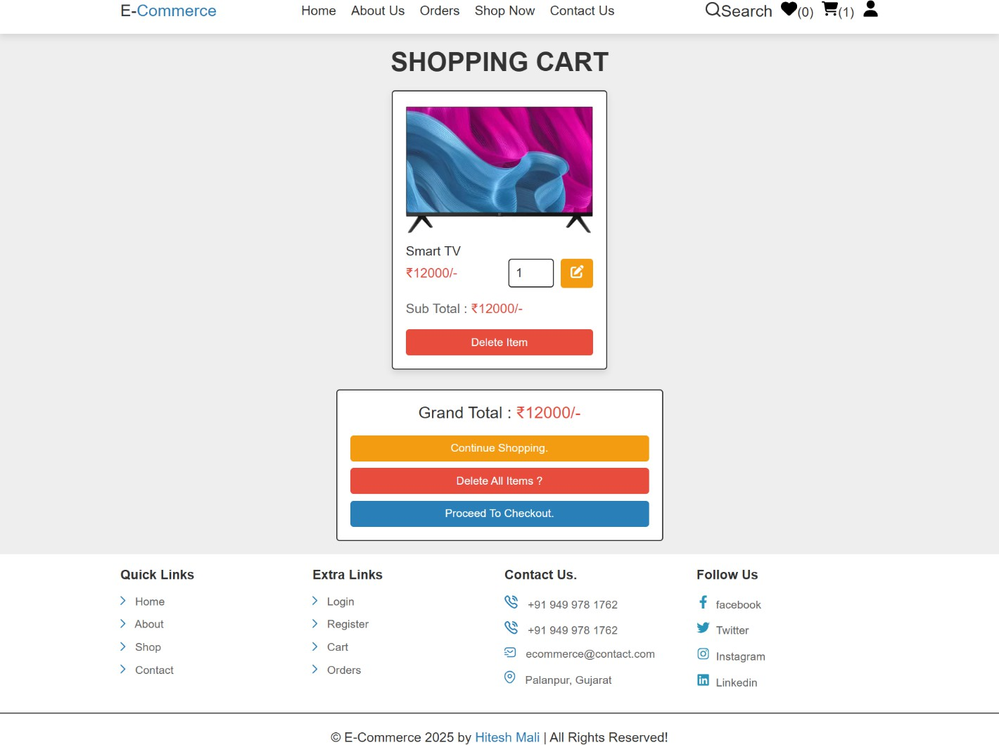 E-Commerce
Home About Us Orders Shop Now Contact Us
Search (0) (1)
SHOPPING CART
Smart TV
₹12000/-
1
Sub Total : ₹12000/-
Delete Item
Grand Total : ₹12000/-
Continue Shopping.
Delete All Items ?
Proceed To Checkout.
Quick Links
Home
About
Shop
Contact
Extra Links
Login
Register
Cart
Orders
Contact Us.
+91 949 978 1762
+91 949 978 1762
ecommerce@contact.com
Palanpur, Gujarat
Follow Us
facebook
Twitter
Instagram
Linkedin
© E-Commerce 2025 by Hitesh Mali | All Rights Reserved!